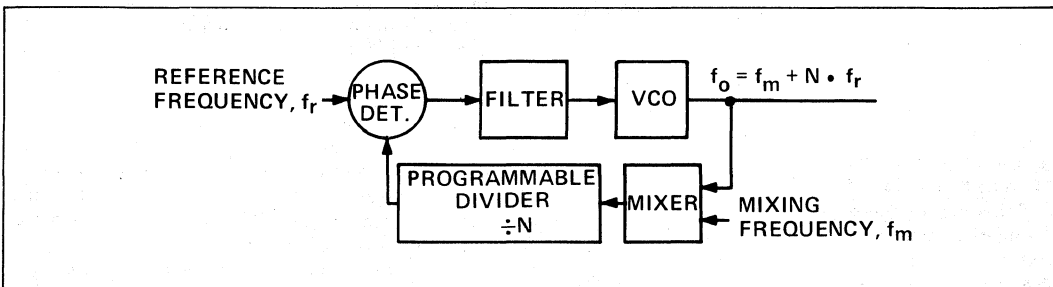 REFERENCE
FREQUENCY, fr
PHASE
DET.
FILTER
VCO
fo = fm + N • fr
PROGRAMMABLE
DIVIDER
÷N
MIXER
MIXING
FREQUENCY, fm